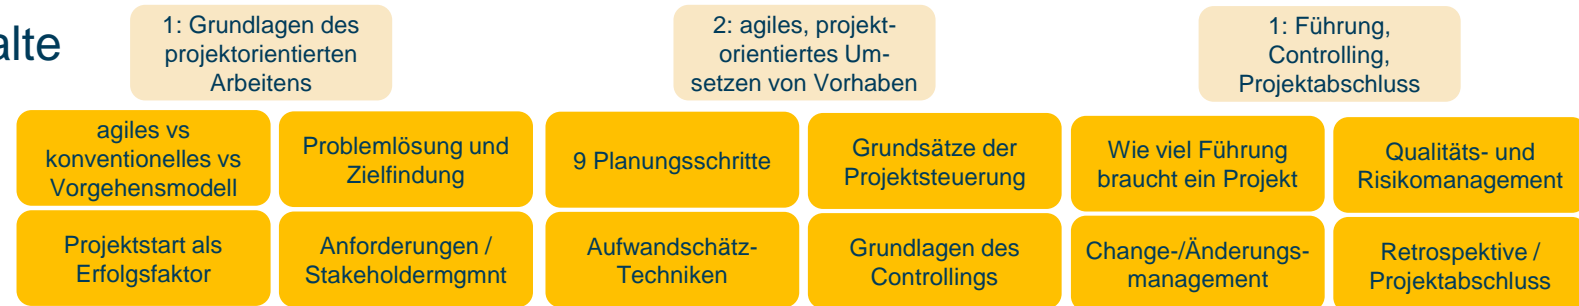 alte
1: Grundlagen des
projektorientierten
Arbeitens
2: agiles, projekt-
orientiertes Um-
setzen von Vorhaben
1: Führung,
Controlling,
Projektabschluss
agiles vs
konventionelles vs
Vorgehensmodell
Problemlösung und
Zielfindung
9 Planungsschritte
Grundsätze der
Projektsteuerung
Wie viel Führung
braucht ein Projekt
Qualitäts- und
Risikomanagement
Projektstart als
Erfolgsfaktor
Anforderungen /
Stakeholdermgmnt
Aufwandschätz-
Techniken
Grundlagen des
Controllings
Change-/Änderungs-
management
Retrospektive /
Projektabschluss